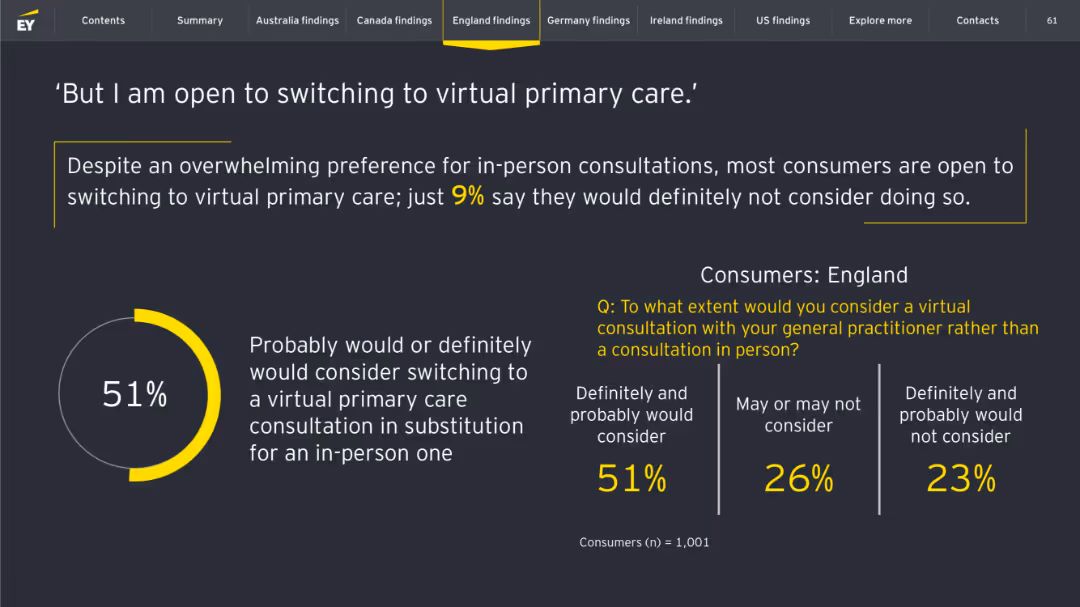 EY
Contents
Summary
Australia findings
Canada findings
England findings
Germany findings
Ireland findings
US findings
Explore more
Contacts
61
‘But I am open to switching to virtual primary care.’
Despite an overwhelming preference for in-person consultations, most consumers are open to
switching to virtual primary care; just 9% say they would definitely not consider doing so.
51%
Probably would or definitely
would consider switching to
a virtual primary care
consultation in substitution
for an in-person one
Consumers: England
Q: To what extent would you consider a virtual
consultation with your general practitioner rather than
a consultation in person?
Definitely and
probably would
consider
51%
May or may not
consider
26%
Definitely and
probably would
not consider
23%
Consumers (n) = 1,001